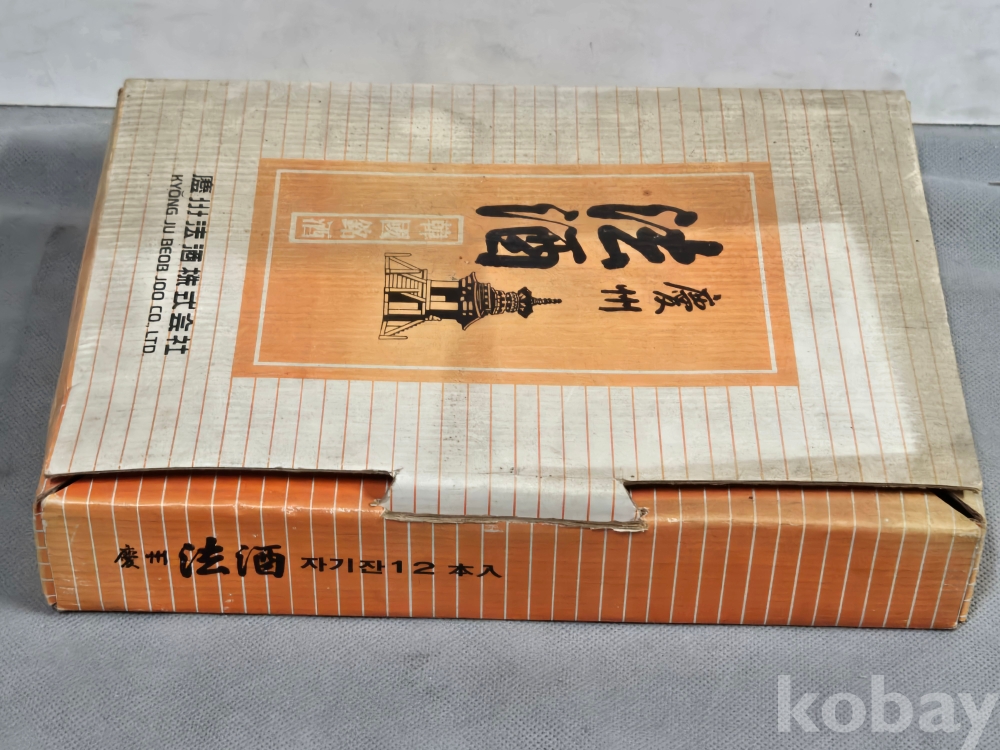 慶州
法酒
韓國銘酒
慶州法酒株式会社
KYŎNG JU BEOB JOO CO., LTD.
慶州 法酒 자기잔12 本入
kobay